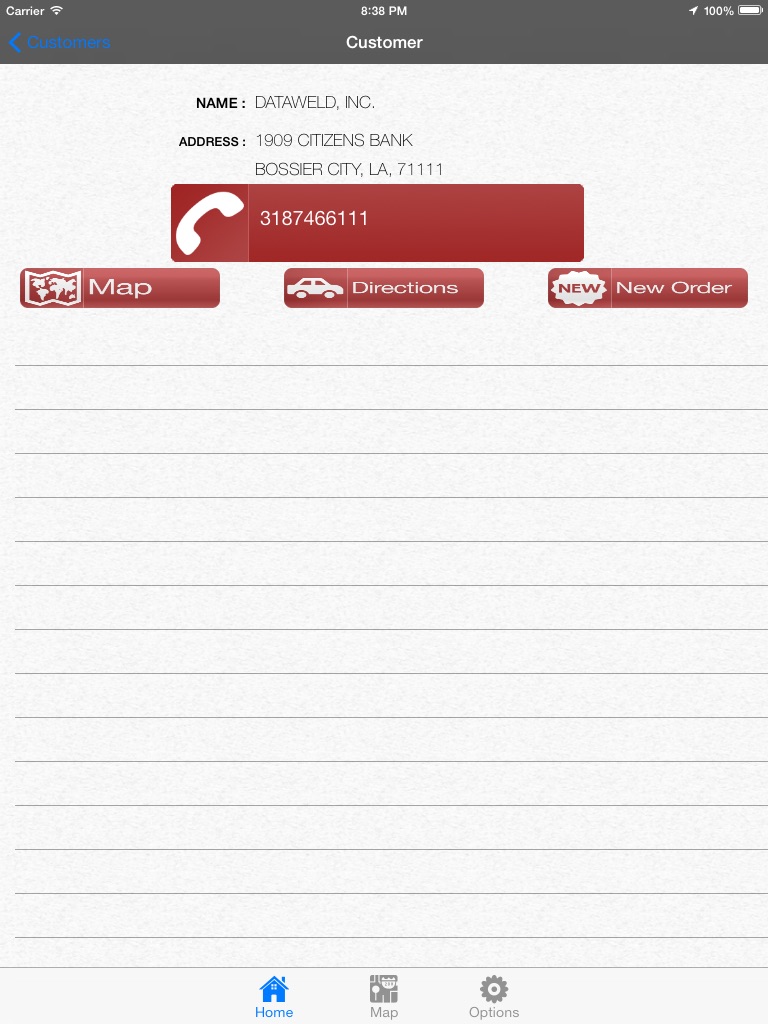 Carrier 8:38 PM 100%
Customers Customer
NAME : DATAWELD, INC.
ADDRESS : 1909 CITIZENS BANK
BOSSIER CITY, LA, 71111
3187466111
Map NEW Directions New Order
Home Map Options